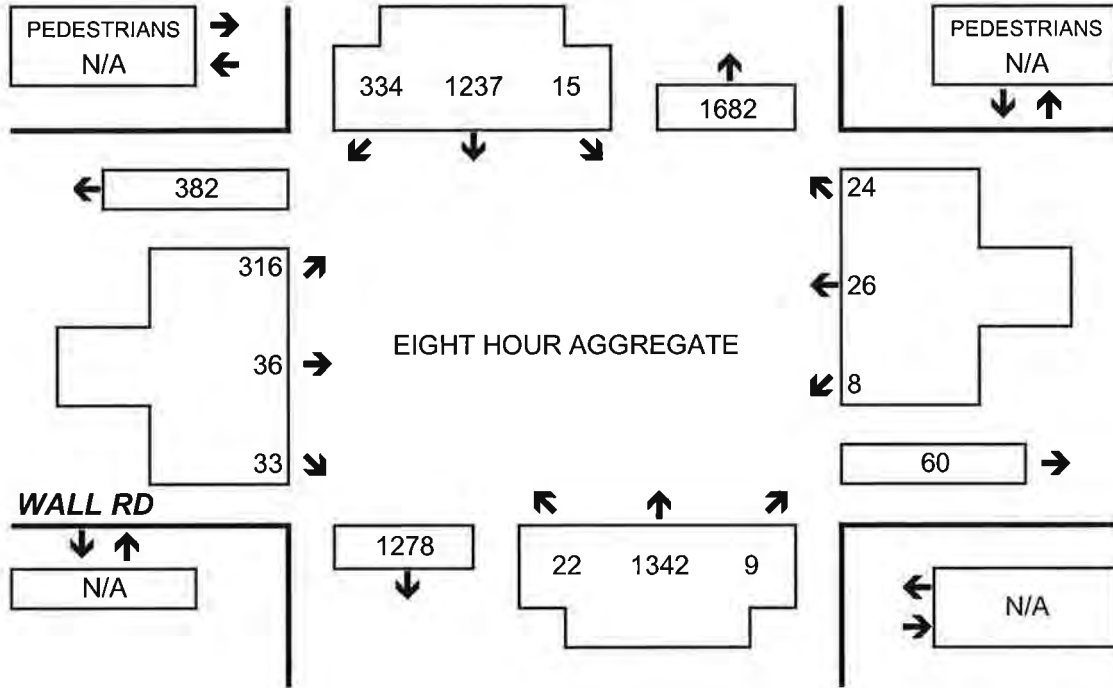 PEDESTRIANS
N/A
334 1237 15
1682
PEDESTRIANS
N/A
382
24
316
26
EIGHT HOUR AGGREGATE
36
8
33
60
WALL RD
1278
22 1342 9
N/A
N/A